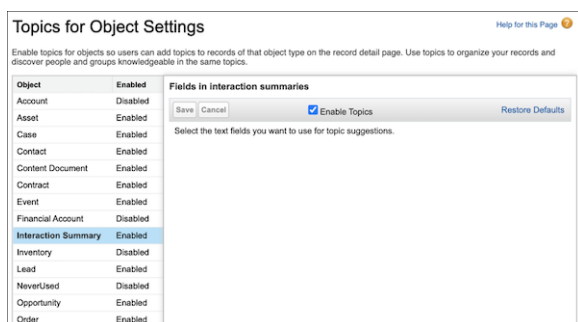 Topics for Object Settings
Help for this Page ?
Enable topics for objects so users can add topics to records of that object type on the record detail page. Use topics to organize your records and
discover people and groups knowledgeable in the same topics.
Object Enabled
Account Disabled
Asset Enabled
Case Enabled
Contact Enabled
Content Document Enabled
Contract Enabled
Event Enabled
Financial Account Disabled
Interaction Summary Enabled
Inventory Disabled
Lead Enabled
NeverUsed Disabled
Opportunity Enabled
Order Enabled
Fields in interaction summaries
Save Cancel Enable Topics Restore Defaults
Select the text fields you want to use for topic suggestions.